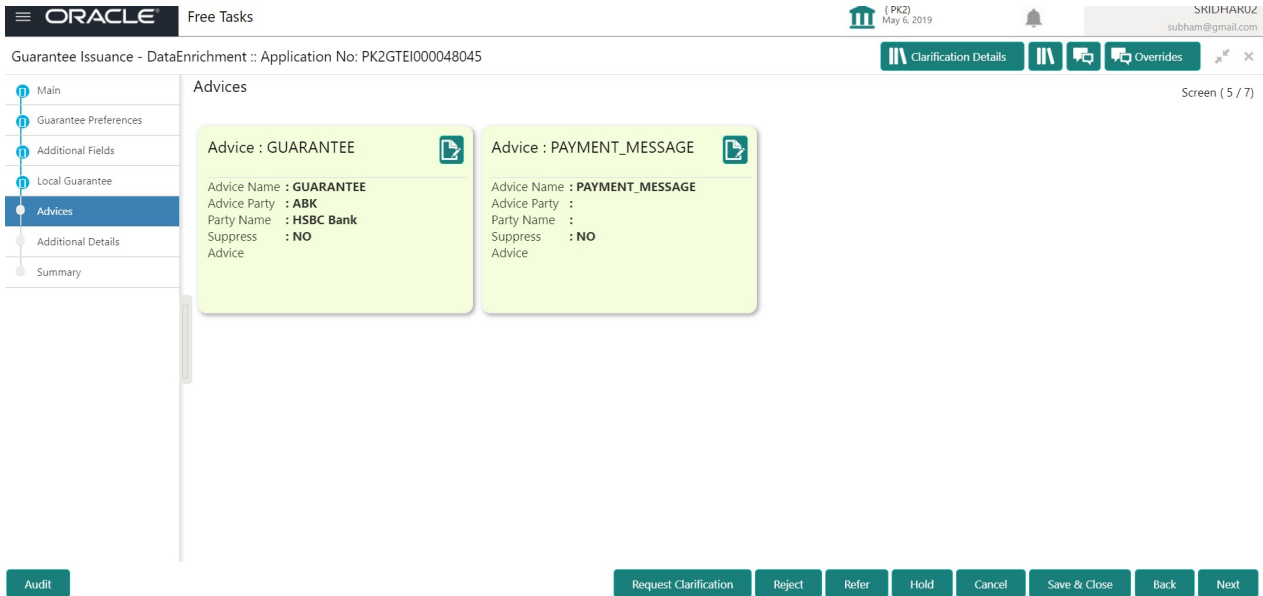 ORACLE
Free Tasks
(PK2)
May 6, 2019
SRIDHAR02
subham@gmail.com
Guarantee Issuance - DataEnrichment :: Application No: PK2GTEI000048045
Clarification Details
Overrides
Main
Guarantee Preferences
Additional Fields
Local Guarantee
Advices
Additional Details
Summary
Advices
Screen ( 5 / 7)
Advice : GUARANTEE
Advice Name : GUARANTEE
Advice Party : ABK
Party Name : HSBC Bank
Suppress : NO
Advice
Advice : PAYMENT_MESSAGE
Advice Name : PAYMENT_MESSAGE
Advice Party :
Party Name :
Suppress : NO
Advice
Audit
Request Clarification
Reject
Refer
Hold
Cancel
Save & Close
Back
Next